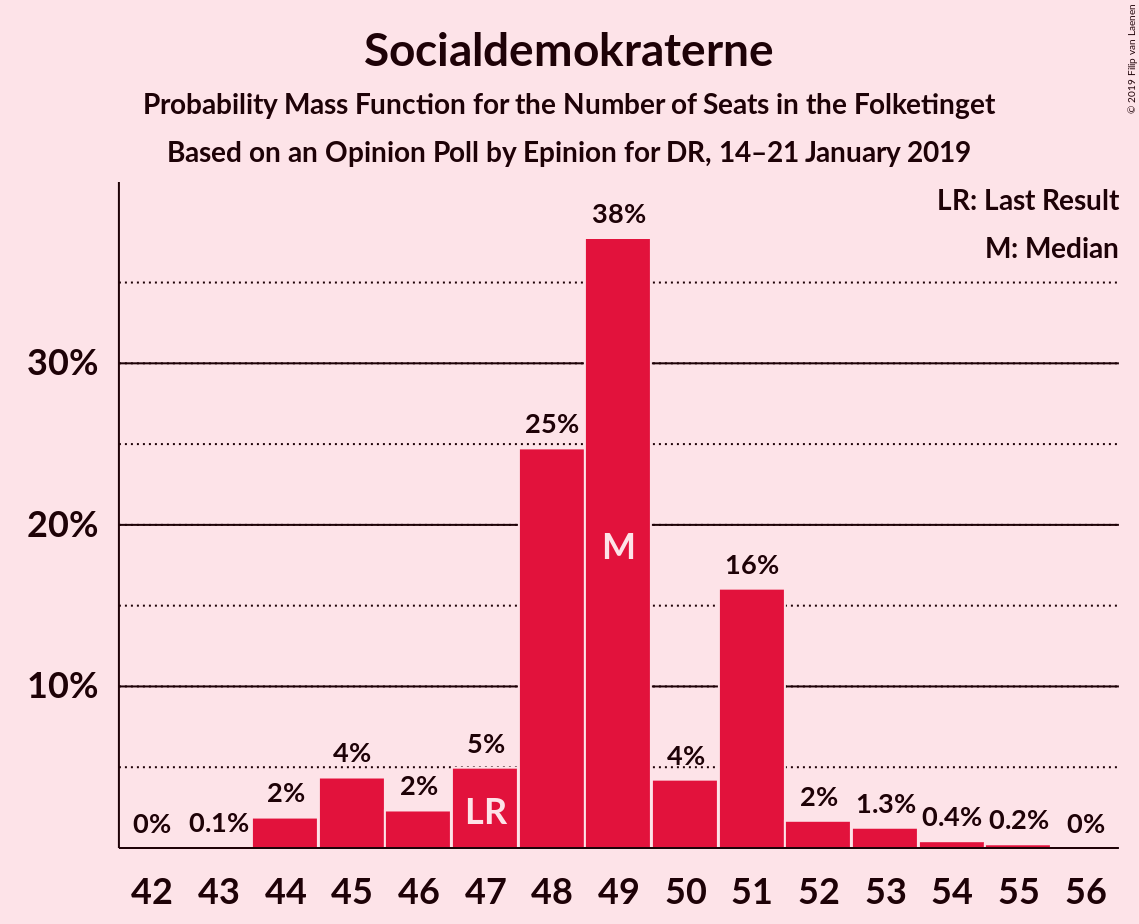 Socialdemokraterne
Probability Mass Function for the Number of Seats in the Folketinget
Based on an Opinion Poll by Epinion for DR, 14–21 January 2019
© 2019 Filip van Laenen
LR: Last Result
M: Median
38%
30%
25%
M
20%
16%
10%
5%
4%
4%
2%
2%
2%
1.3%
LR
0.4%
0.2%
0%
0.1%
0%
42 43 44 45 46 47 48 49 50 51 52 53 54 55 56